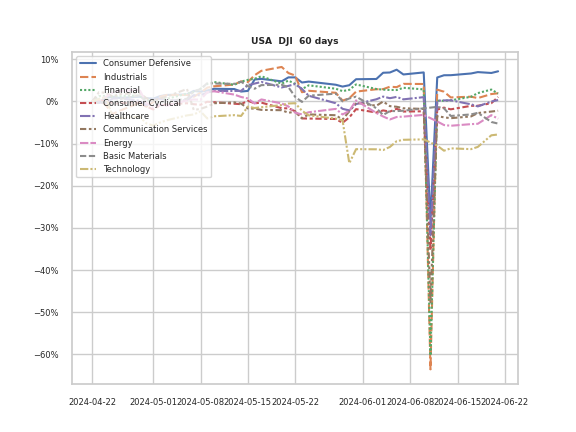 USA DJI 60 days
10%
0%
−10%
−20%
−30%
−40%
−50%
−60%
Consumer Defensive
Industrials
Financial
Consumer Cyclical
Healthcare
Communication Services
Energy
Basic Materials
Technology
2024-04-22
2024-05-01
2024-05-08
2024-05-15
2024-05-22
2024-06-01
2024-06-08
2024-06-15
2024-06-22